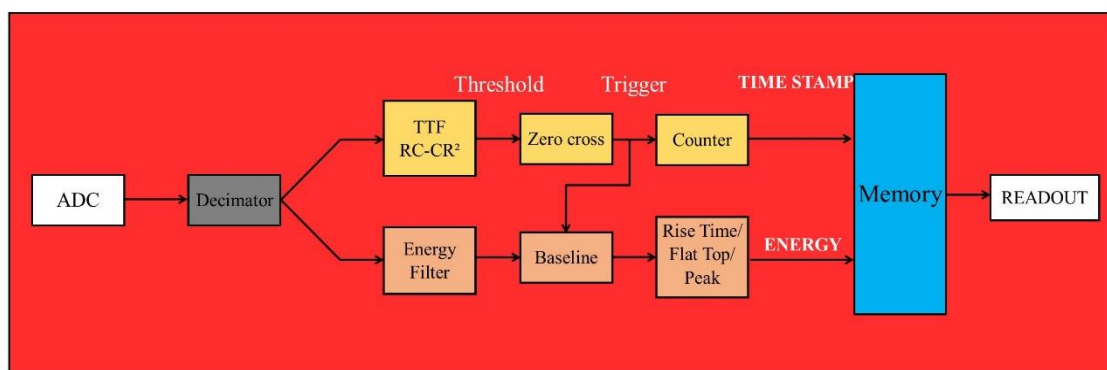 Threshold
Trigger
TIME STAMP
TTF
RC-CR²
Zero cross
Counter
ADC
Decimator
Memory
READOUT
Energy
Filter
Baseline
Rise Time/
Flat Top/
Peak
ENERGY